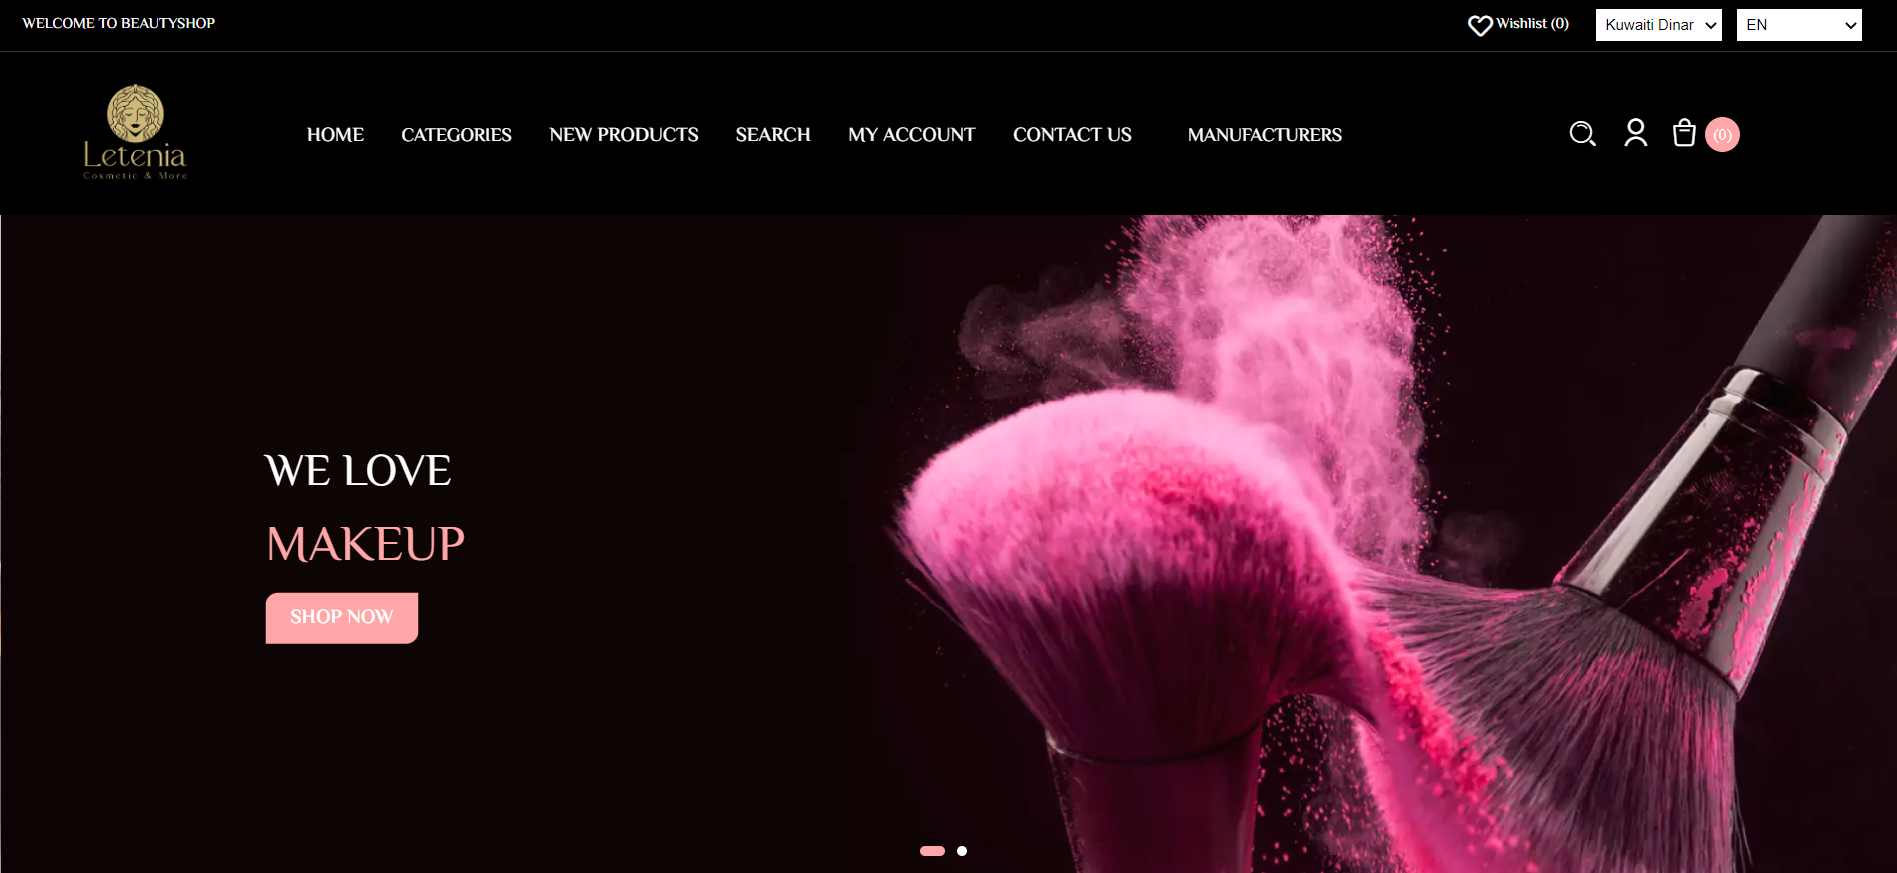 WELCOME TO BEAUTYSHOP
Wishlist (0)
Kuwaiti Dinar
EN
Letenia
Cosmetic & More
HOME
CATEGORIES
NEW PRODUCTS
SEARCH
MY ACCOUNT
CONTACT US
MANUFACTURERS
(0)
WE LOVE
MAKEUP
SHOP NOW